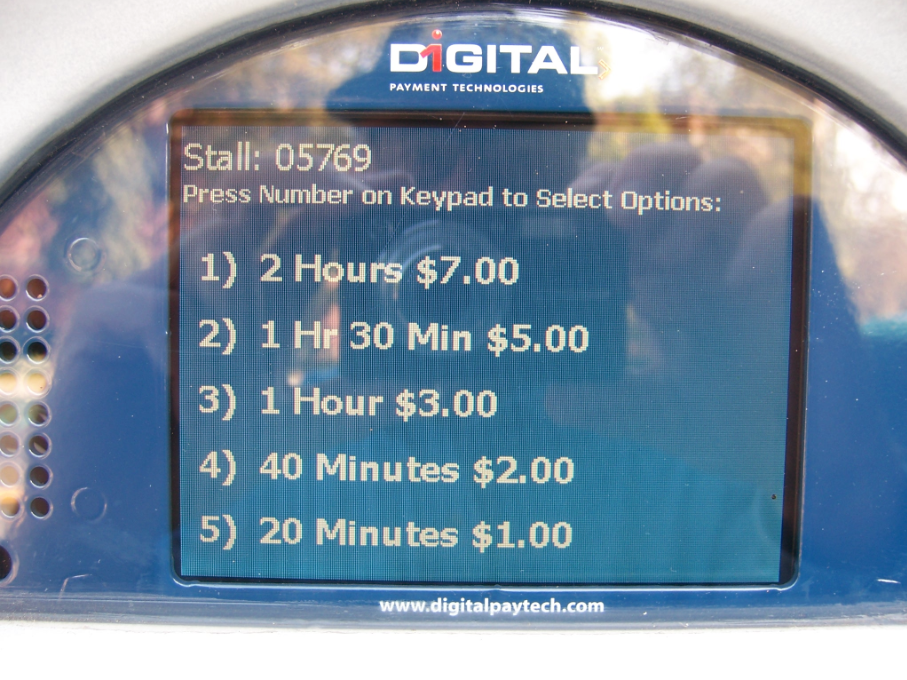 DiGITAL
PAYMENT TECHNOLOGIES
Stall: 05769
Press Number on Keypad to Select Options:
1) 2 Hours $7.00
2) 1 Hr 30 Min $5.00
3) 1 Hour $3.00
4) 40 Minutes $2.00
5) 20 Minutes $1.00
www.digitalpaytech.com